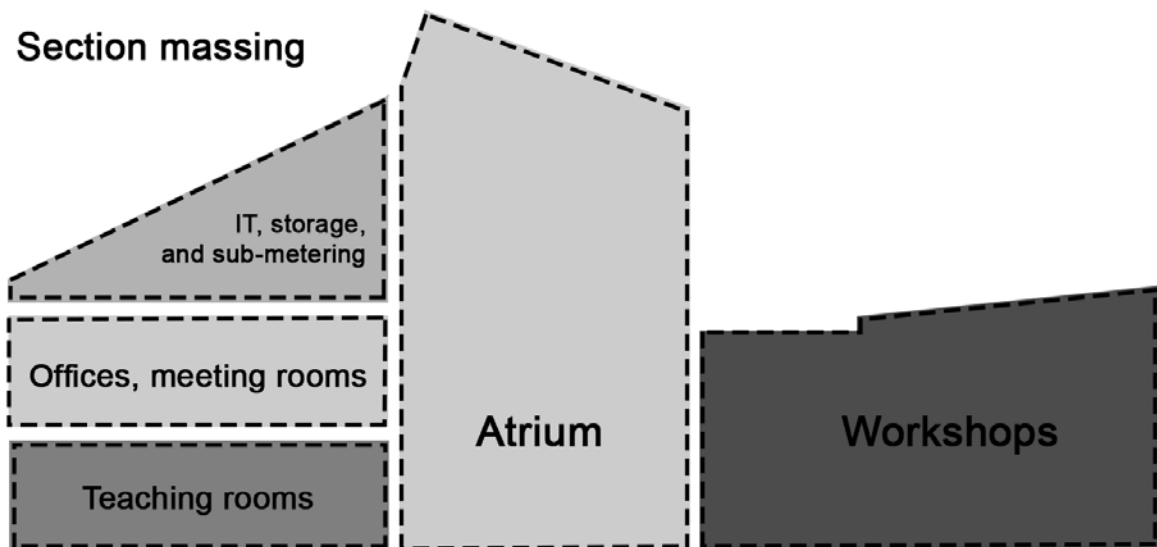 Section massing
IT, storage,
and sub-metering
Offices, meeting rooms
Teaching rooms
Atrium
Workshops